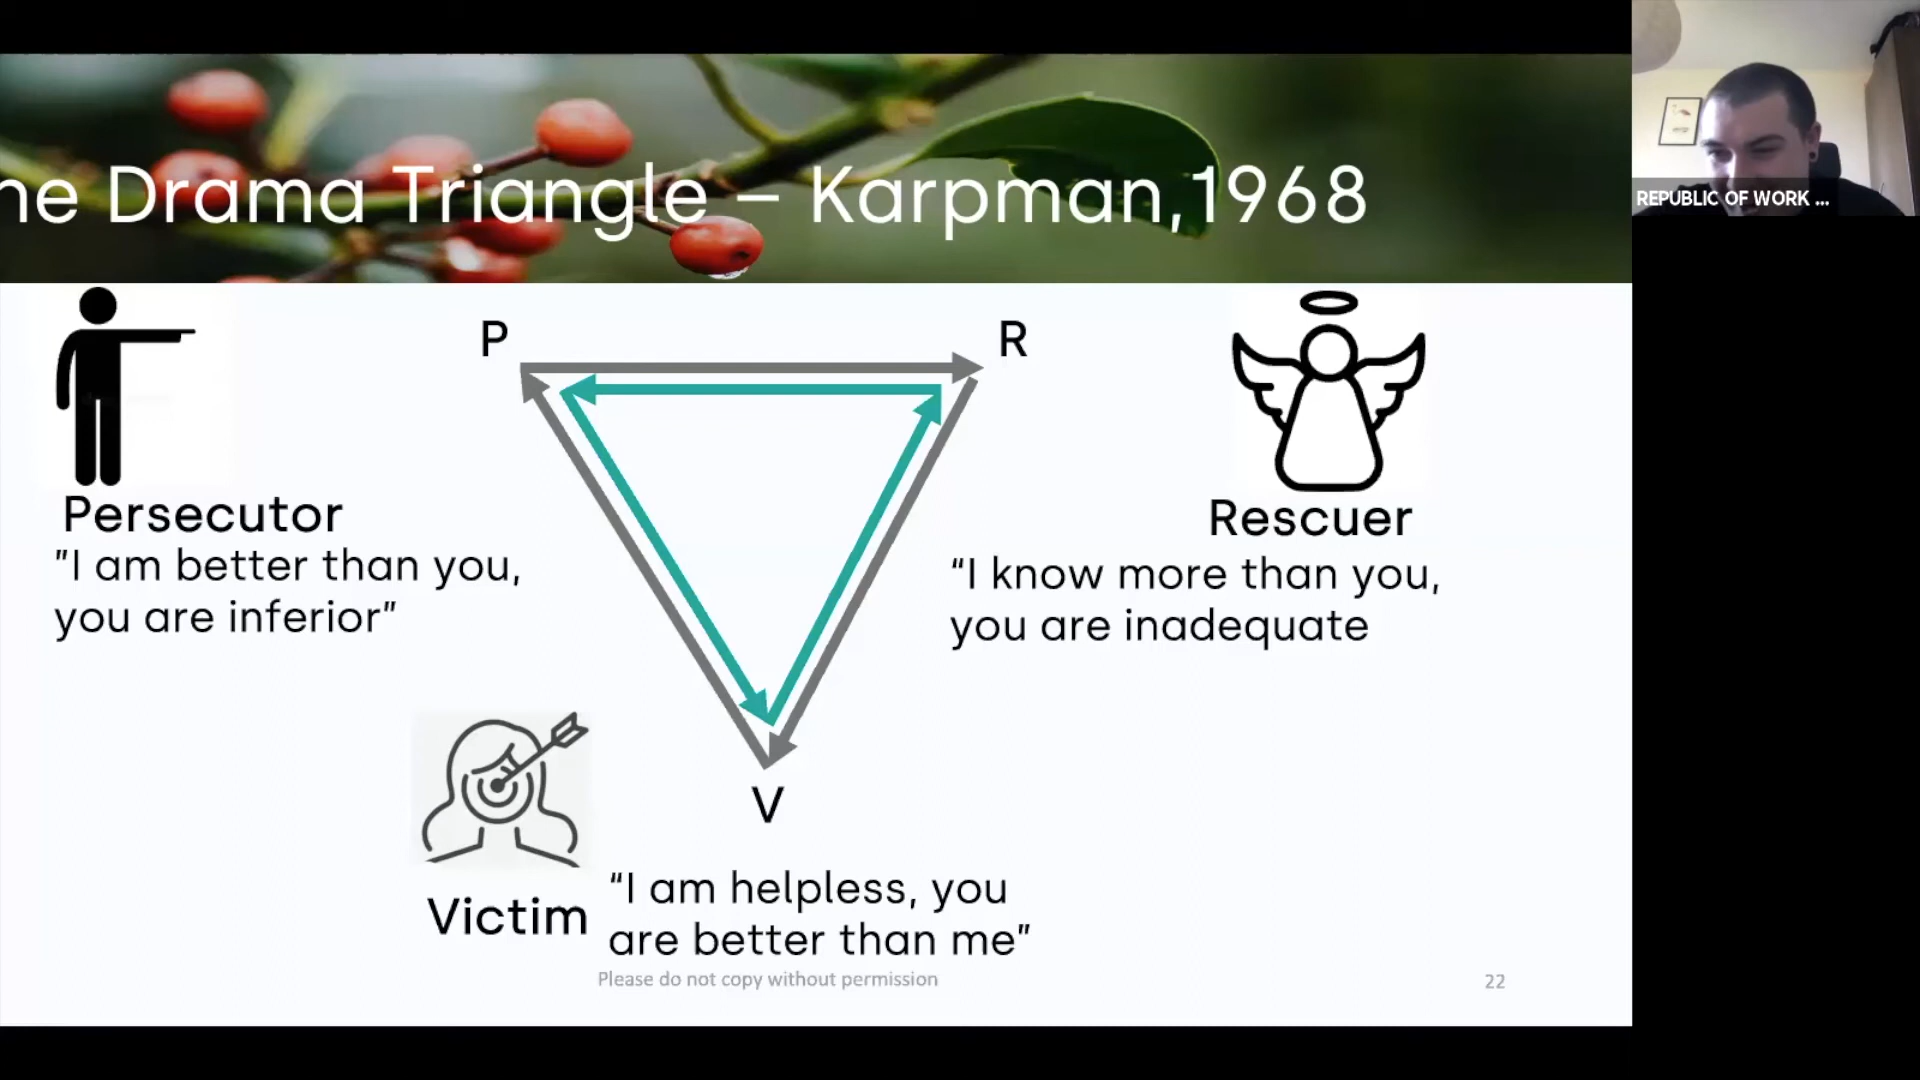 he Drama Triangle – Karpman,1968
REPUBLIC OF WORK ...
P
R
Persecutor
"I am better than you,
you are inferior"
Rescuer
“I know more than you,
you are inadequate
V
Victim
“I am helpless, you
are better than me”
Please do not copy without permission
22